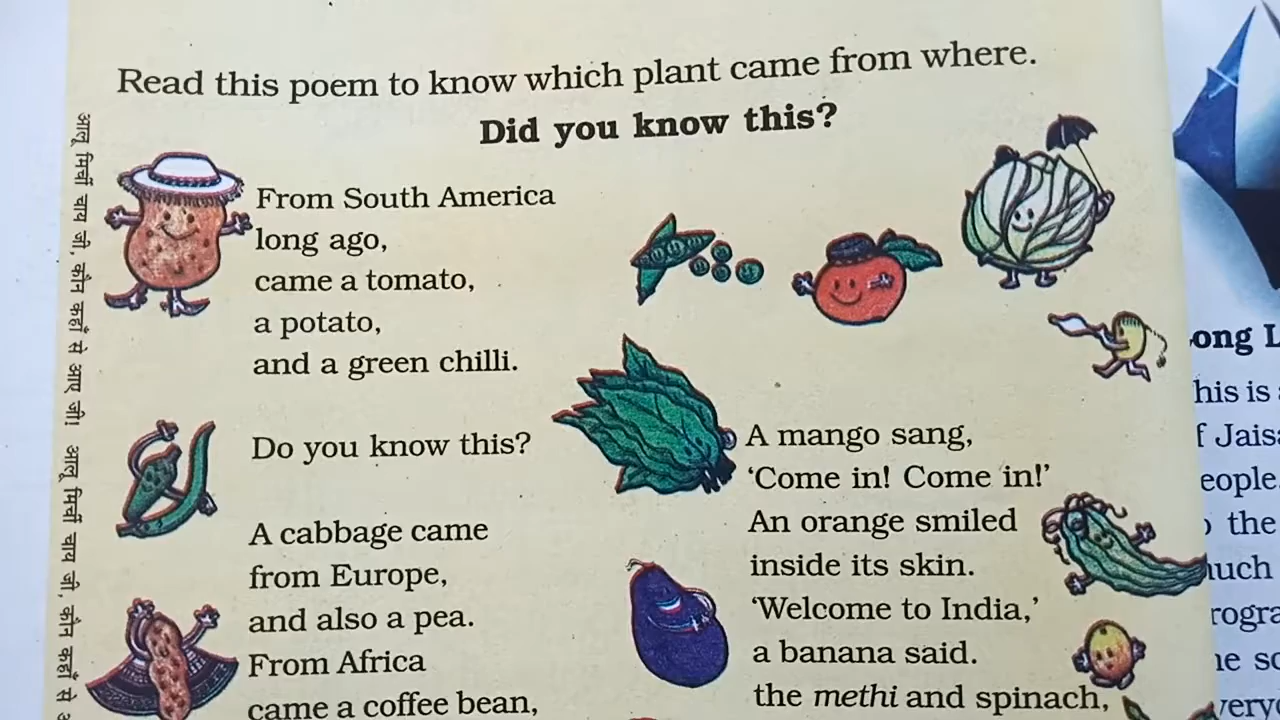 Read this poem to know which plant came from where.
Did you know this?
From South America
long ago,
came a tomato,
a potato,
and a green chilli.
Do you know this?
A cabbage came
from Europe,
and also a pea.
From Africa
came a coffee bean,
A mango sang,
‘Come in! Come in!’
An orange smiled
inside its skin.
‘Welcome to India,’
a banana said.
the methi and spinach,
आलू मिर्ची चाय जी, कौन कहाँ से आए जी! आलू मिर्ची चाय जी, कौन कहाँ से
ong L
his is
f Jais
eople
the
uch
rogra